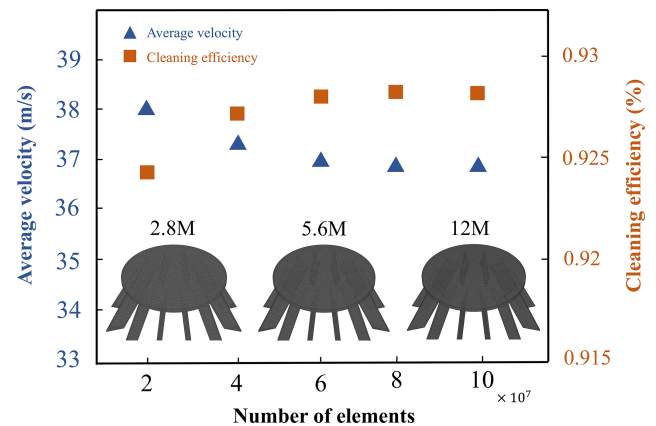 Average velocity
Cleaning efficiency
Average velocity (m/s)
39
38
37
36
35
34
33
0.93
0.925
0.92
0.915
Cleaning efficiency (%)
2.8M 5.6M 12M
2 4 6 8 10
× 10⁷
Number of elements